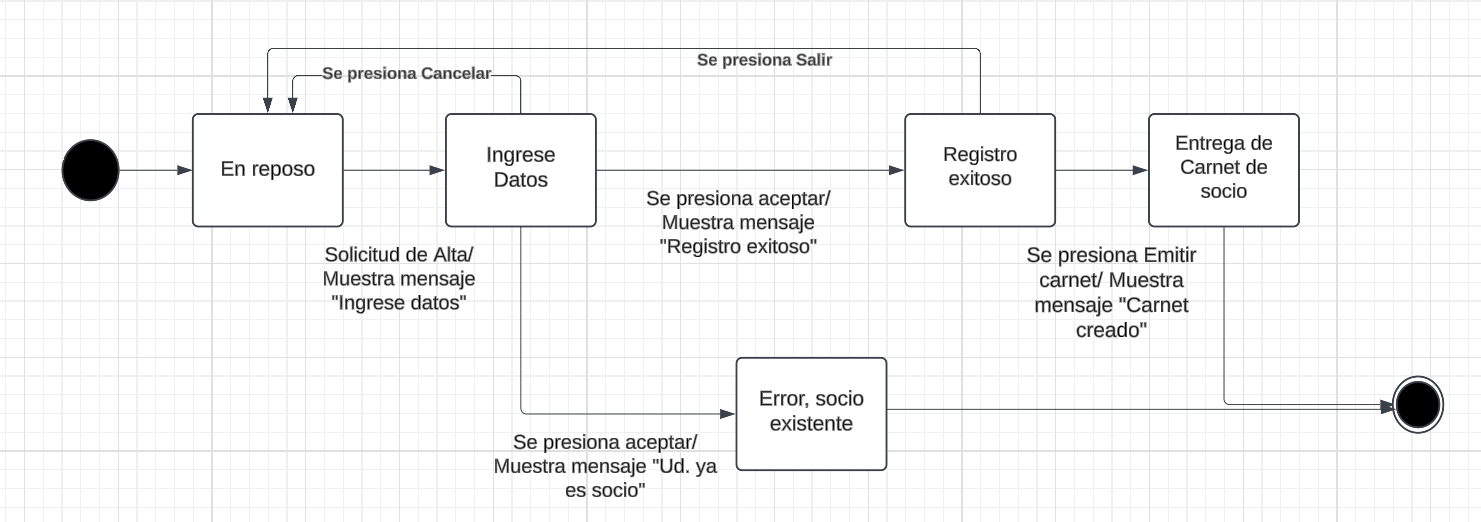 Se presiona Salir
Se presiona Cancelar
En reposo
Ingrese
Datos
Registro
exitoso
Entrega de
Carnet de
socio
Solicitud de Alta/
Muestra mensaje
"Ingrese datos"
Se presiona aceptar/
Muestra mensaje
"Registro exitoso"
Se presiona Emitir
carnet/ Muestra
mensaje "Carnet
creado"
Error, socio
existente
Se presiona aceptar/
Muestra mensaje "Ud. ya
es socio"